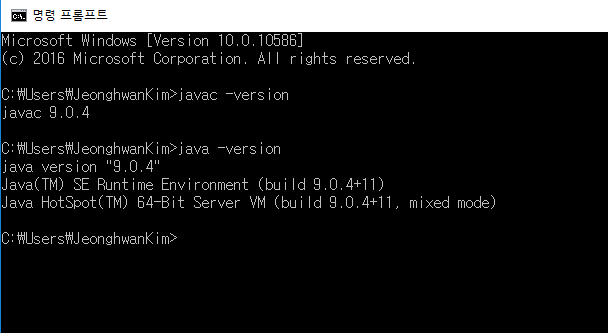 명령 프롬프트
Microsoft Windows [Version 10.0.10586]
(c) 2016 Microsoft Corporation. All rights reserved.
C:₩Users₩JeonghwanKim>javac -version
javac 9.0.4
C:₩Users₩JeonghwanKim>java -version
java version "9.0.4"
Java(TM) SE Runtime Environment (build 9.0.4+11)
Java HotSpot(TM) 64-Bit Server VM (build 9.0.4+11, mixed mode)
C:₩Users₩JeonghwanKim>